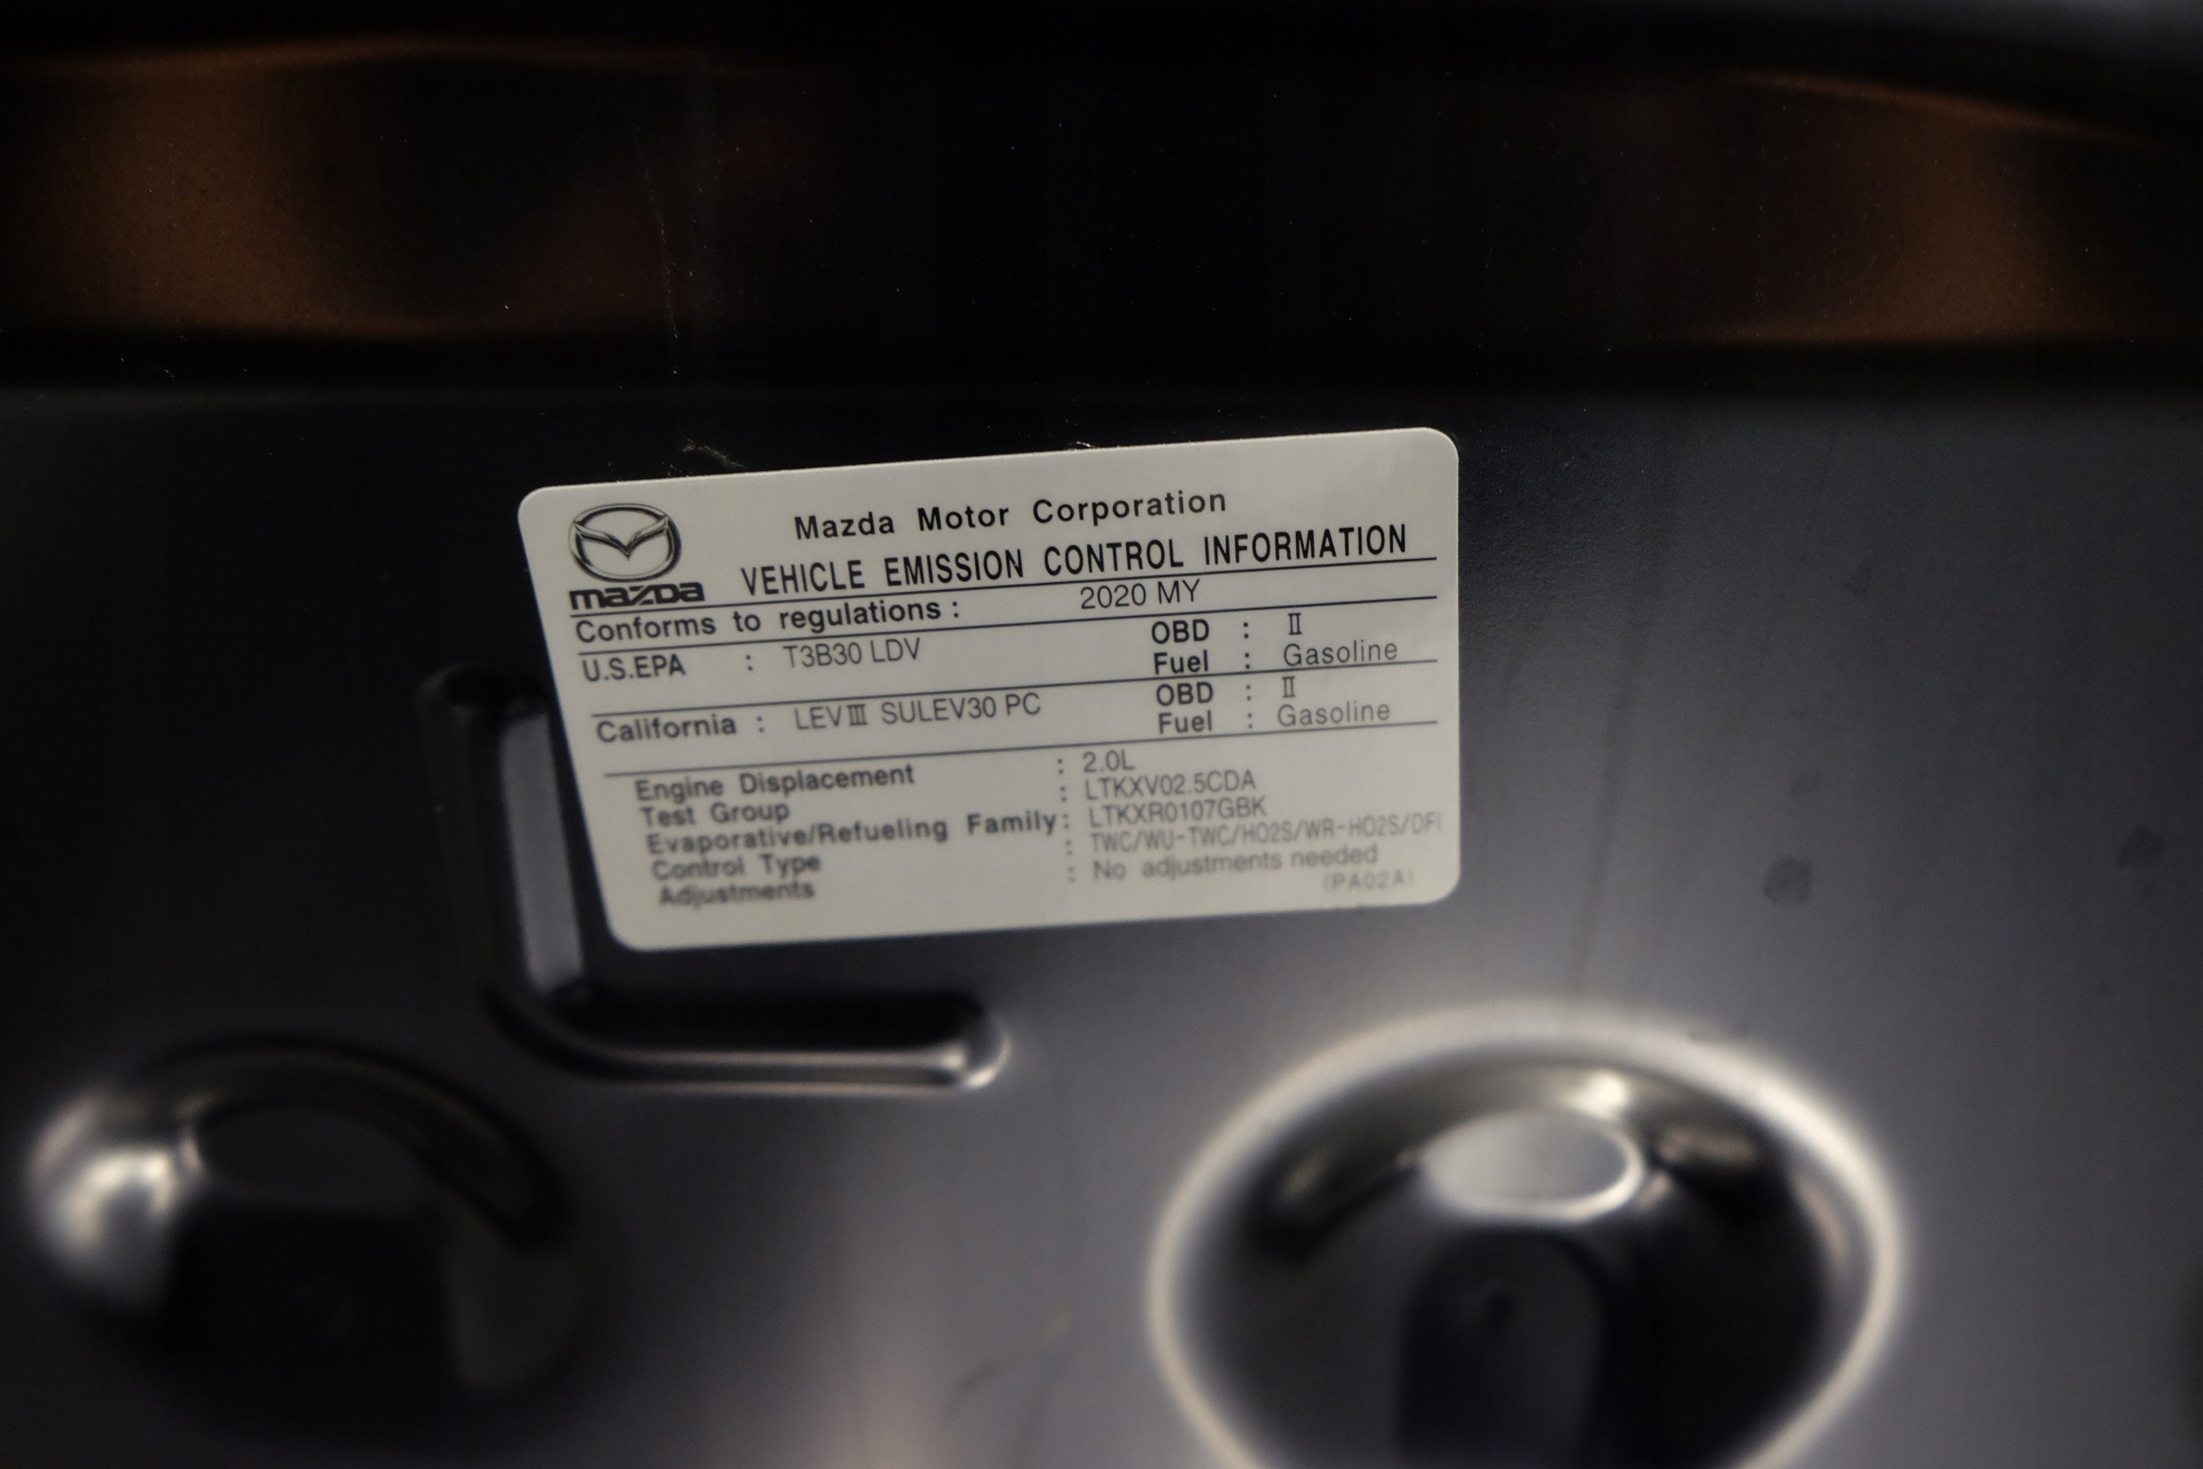 Mazda Motor Corporation
mazda VEHICLE EMISSION CONTROL INFORMATION
Conforms to regulations : 2020 MY
U.S.EPA : T3B30 LDV OBD : Ⅱ
Fuel : Gasoline
California : LEVⅢ SULEV30 PC OBD : Ⅱ
Fuel : Gasoline
Engine Displacement : 2.0L
Test Group : LTKXV02.5CDA
Evaporative/Refueling Family : LTKXR0107GBK
Control Type : TWC/WU-TWC/HO2S/WR-HO2S/DFI
Adjustments : No adjustments needed
(PA02A)